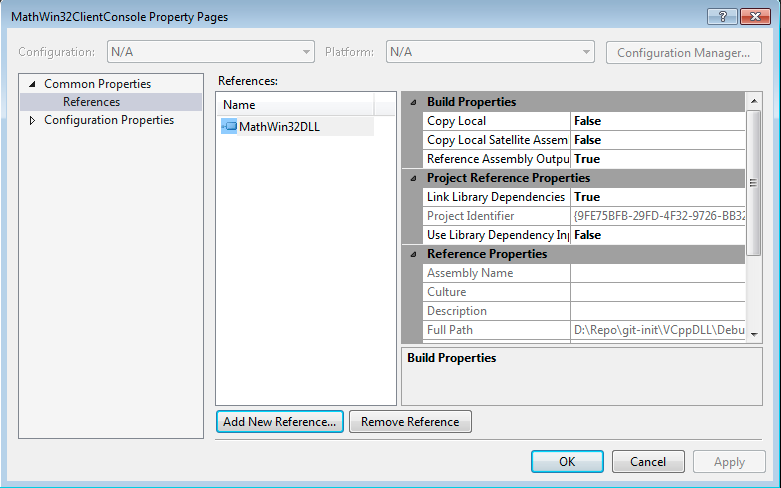 MathWin32ClientConsole Property Pages
Configuration: N/A Platform: N/A Configuration Manager...
Common Properties
References
Configuration Properties
References:
Name
MathWin32DLL
Build Properties
Copy Local False
Copy Local Satellite Assem False
Reference Assembly Outpu True
Project Reference Properties
Link Library Dependencies True
Project Identifier {9FE75BFB-29FD-4F32-9726-BB32
Use Library Dependency Inp False
Reference Properties
Assembly Name
Culture
Description
Full Path D:\Repo\git-init\VCppDLL\Debu
Build Properties
Add New Reference... Remove Reference
OK Cancel Apply